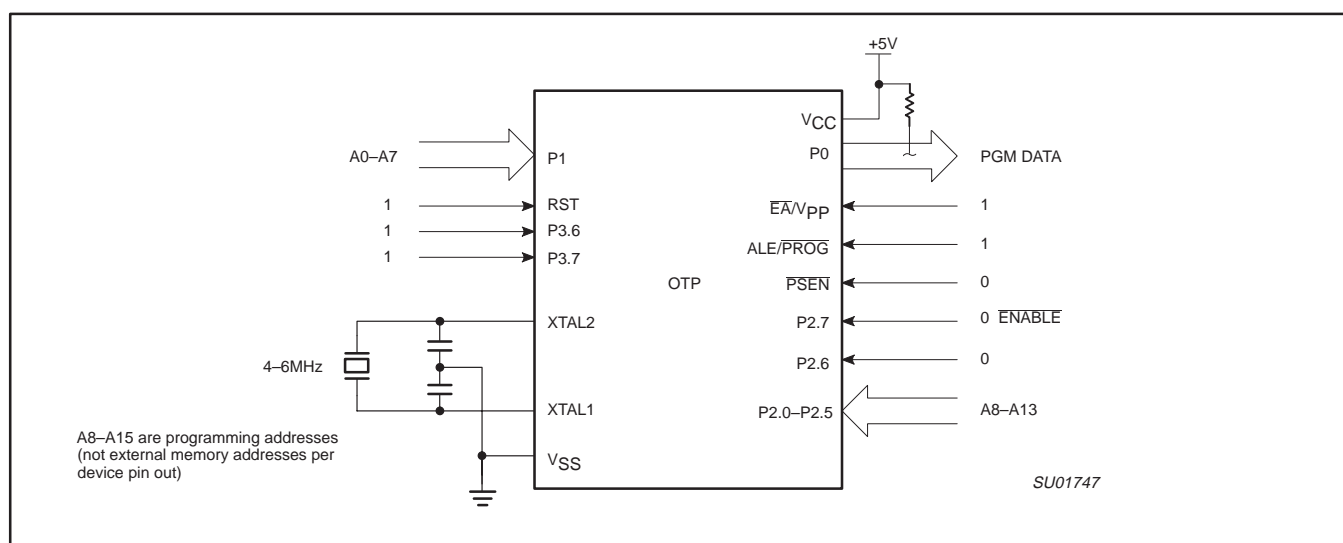 +5V
VCC
A0–A7
P1
P0
PGM DATA
1
RST
EA/VPP
1
1
P3.6
ALE/PROG
1
1
P3.7
OTP
PSEN
0
XTAL2
P2.7
0 ENABLE
4–6MHz
P2.6
0
XTAL1
P2.0–P2.5
A8–A13
A8–A15 are programming addresses
(not external memory addresses per
device pin out)
VSS
SU01747